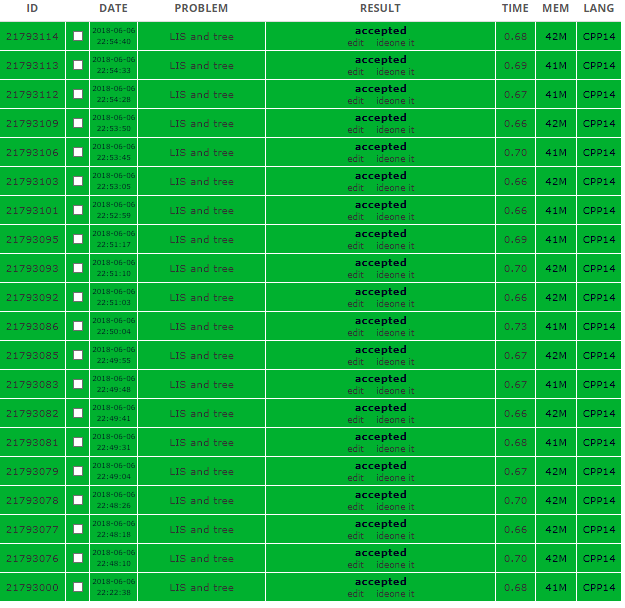 ID DATE PROBLEM RESULT TIME MEM LANG
21793114 2018-06-06 22:54:40 LIS and tree accepted edit ideone it 0.68 42M CPP14
21793113 2018-06-06 22:54:33 LIS and tree accepted edit ideone it 0.69 41M CPP14
21793112 2018-06-06 22:54:28 LIS and tree accepted edit ideone it 0.67 41M CPP14
21793109 2018-06-06 22:53:50 LIS and tree accepted edit ideone it 0.66 42M CPP14
21793106 2018-06-06 22:53:45 LIS and tree accepted edit ideone it 0.70 41M CPP14
21793103 2018-06-06 22:53:05 LIS and tree accepted edit ideone it 0.66 42M CPP14
21793101 2018-06-06 22:52:59 LIS and tree accepted edit ideone it 0.66 41M CPP14
21793095 2018-06-06 22:51:17 LIS and tree accepted edit ideone it 0.69 41M CPP14
21793093 2018-06-06 22:51:10 LIS and tree accepted edit ideone it 0.70 42M CPP14
21793092 2018-06-06 22:51:03 LIS and tree accepted edit ideone it 0.66 42M CPP14
21793086 2018-06-06 22:50:04 LIS and tree accepted edit ideone it 0.73 41M CPP14
21793085 2018-06-06 22:49:55 LIS and tree accepted edit ideone it 0.67 42M CPP14
21793083 2018-06-06 22:49:48 LIS and tree accepted edit ideone it 0.67 41M CPP14
21793082 2018-06-06 22:49:41 LIS and tree accepted edit ideone it 0.66 42M CPP14
21793081 2018-06-06 22:49:31 LIS and tree accepted edit ideone it 0.68 41M CPP14
21793079 2018-06-06 22:49:04 LIS and tree accepted edit ideone it 0.67 42M CPP14
21793078 2018-06-06 22:48:26 LIS and tree accepted edit ideone it 0.70 42M CPP14
21793077 2018-06-06 22:48:18 LIS and tree accepted edit ideone it 0.66 42M CPP14
21793076 2018-06-06 22:48:10 LIS and tree accepted edit ideone it 0.70 42M CPP14
21793000 2018-06-06 22:22:38 LIS and tree accepted edit ideone it 0.68 41M CPP14